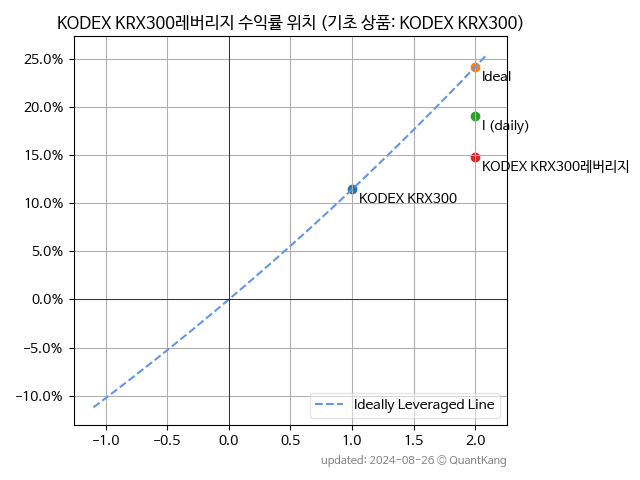 KODEX KRX300레버리지 수익률 위치 (기초 상품: KODEX KRX300)
25.0%
Ideal
20.0%
I (daily)
15.0%
KODEX KRX300레버리지
10.0%
KODEX KRX300
5.0%
0.0%
−5.0%
−10.0%
Ideally Leveraged Line
−1.0 −0.5 0.0 0.5 1.0 1.5 2.0
updated: 2024-08-26 © QuantKang